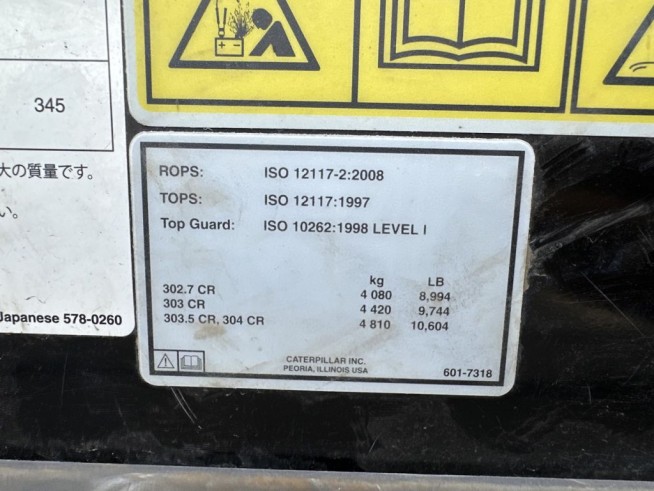 345
大の質量です。
い。
Japanese 578-0260
ROPS: ISO 12117-2:2008
TOPS: ISO 12117:1997
Top Guard: ISO 10262:1998 LEVEL I
kg LB
302.7 CR 4 080 8,994
303 CR 4 420 9,744
303.5 CR, 304 CR 4 810 10,604
CATERPILLAR INC.
PEORIA, ILLINOIS USA
601-7318